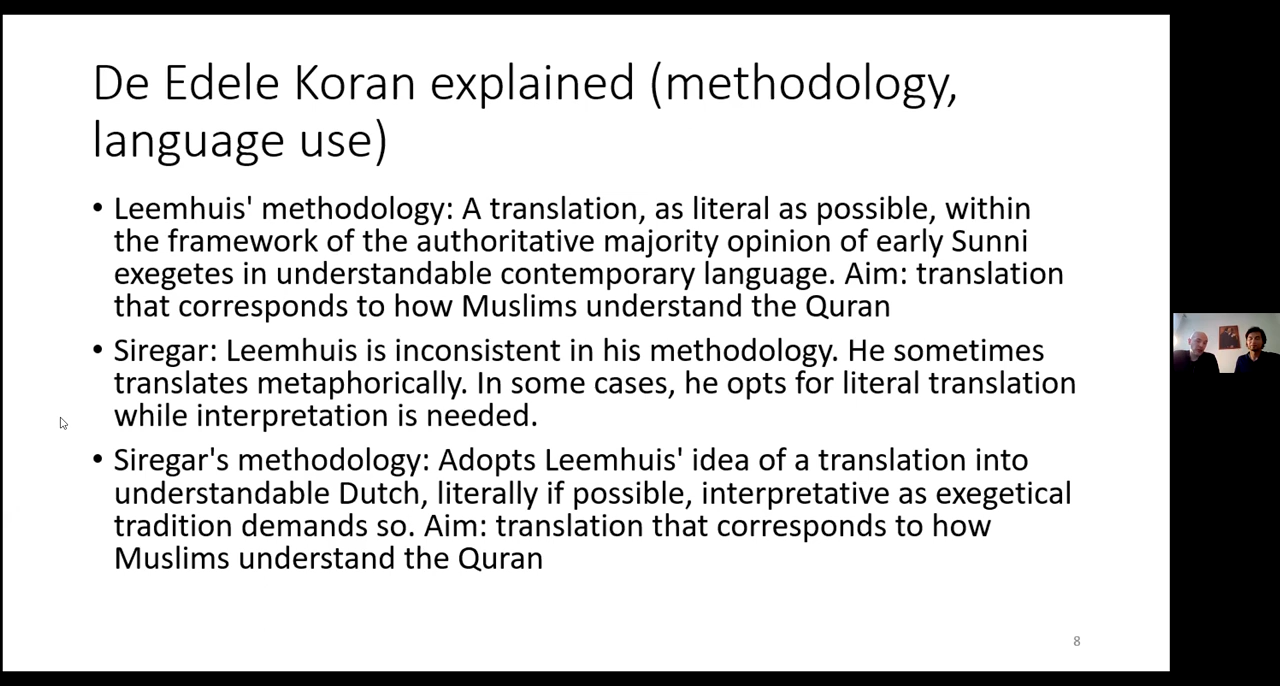 De Edele Koran explained (methodology,
language use)
• Leemhuis' methodology: A translation, as literal as possible, within
the framework of the authoritative majority opinion of early Sunni
exegetes in understandable contemporary language. Aim: translation
that corresponds to how Muslims understand the Quran
• Siregar: Leemhuis is inconsistent in his methodology. He sometimes
translates metaphorically. In some cases, he opts for literal translation
while interpretation is needed.
• Siregar's methodology: Adopts Leemhuis' idea of a translation into
understandable Dutch, literally if possible, interpretative as exegetical
tradition demands so. Aim: translation that corresponds to how
Muslims understand the Quran
8